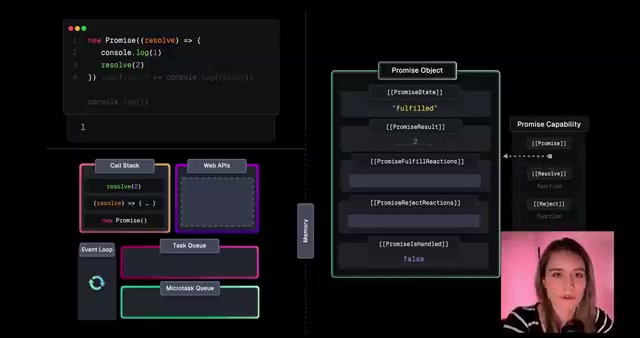 1 new Promise((resolve) => {
2 console.log(1)
3 resolve(2)
4 }) .then(result => console.log(result))
console.log(3)
1
Call Stack
resolve(2)
(resolve) => { … }
new Promise()
Web APIs
Event Loop
Task Queue
Microtask Queue
Memory
Promise Object
[[PromiseState]]
"fulfilled"
[[PromiseResult]]
2
[[PromiseFulfillReactions]]
[[PromiseRejectReactions]]
[[PromiseIsHandled]]
false
Promise Capability
[[Promise]]
[[Resolve]]
function
[[Reject]]
function